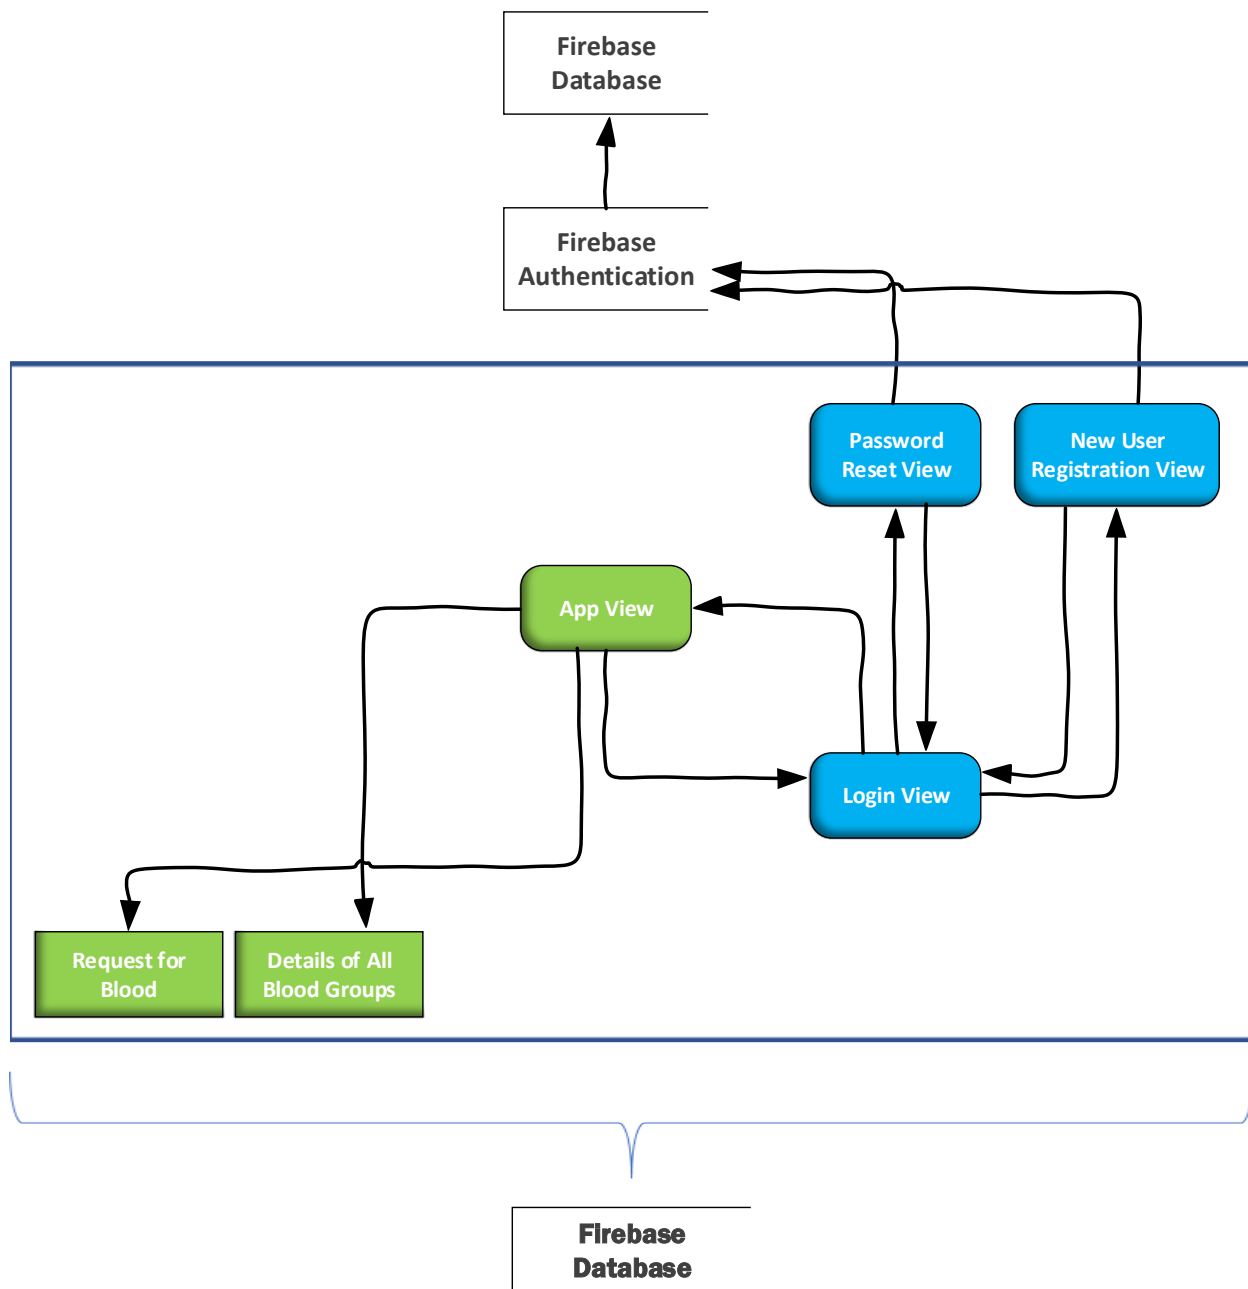 Firebase
Database
Firebase
Authentication
Password
Reset View
New User
Registration View
App View
Login View
Request for
Blood
Details of All
Blood Groups
Firebase
Database